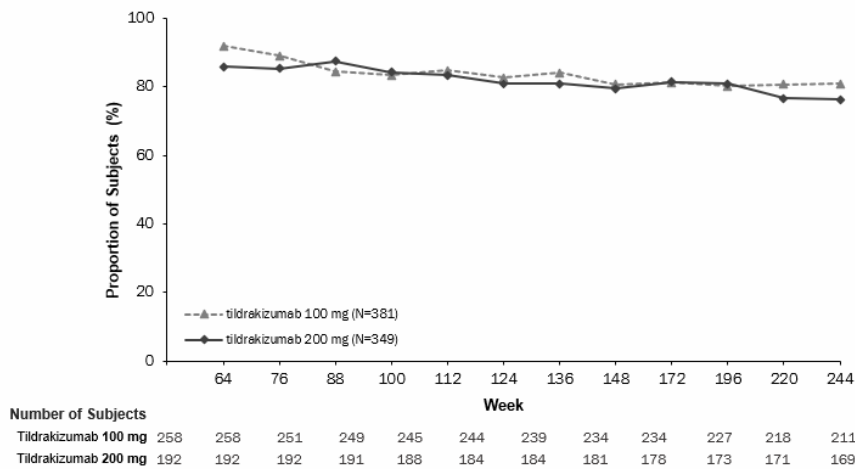 100
80
60
40
20
0
Proportion of Subjects (%)
tildrakizumab 100 mg (N=381)
tildrakizumab 200 mg (N=349)
64 76 88 100 112 124 136 148 172 196 220 244
Week
Number of Subjects
Tildrakizumab 100 mg 258 258 251 249 245 244 239 234 234 227 218 211
Tildrakizumab 200 mg 192 192 192 191 188 184 184 181 178 173 171 169